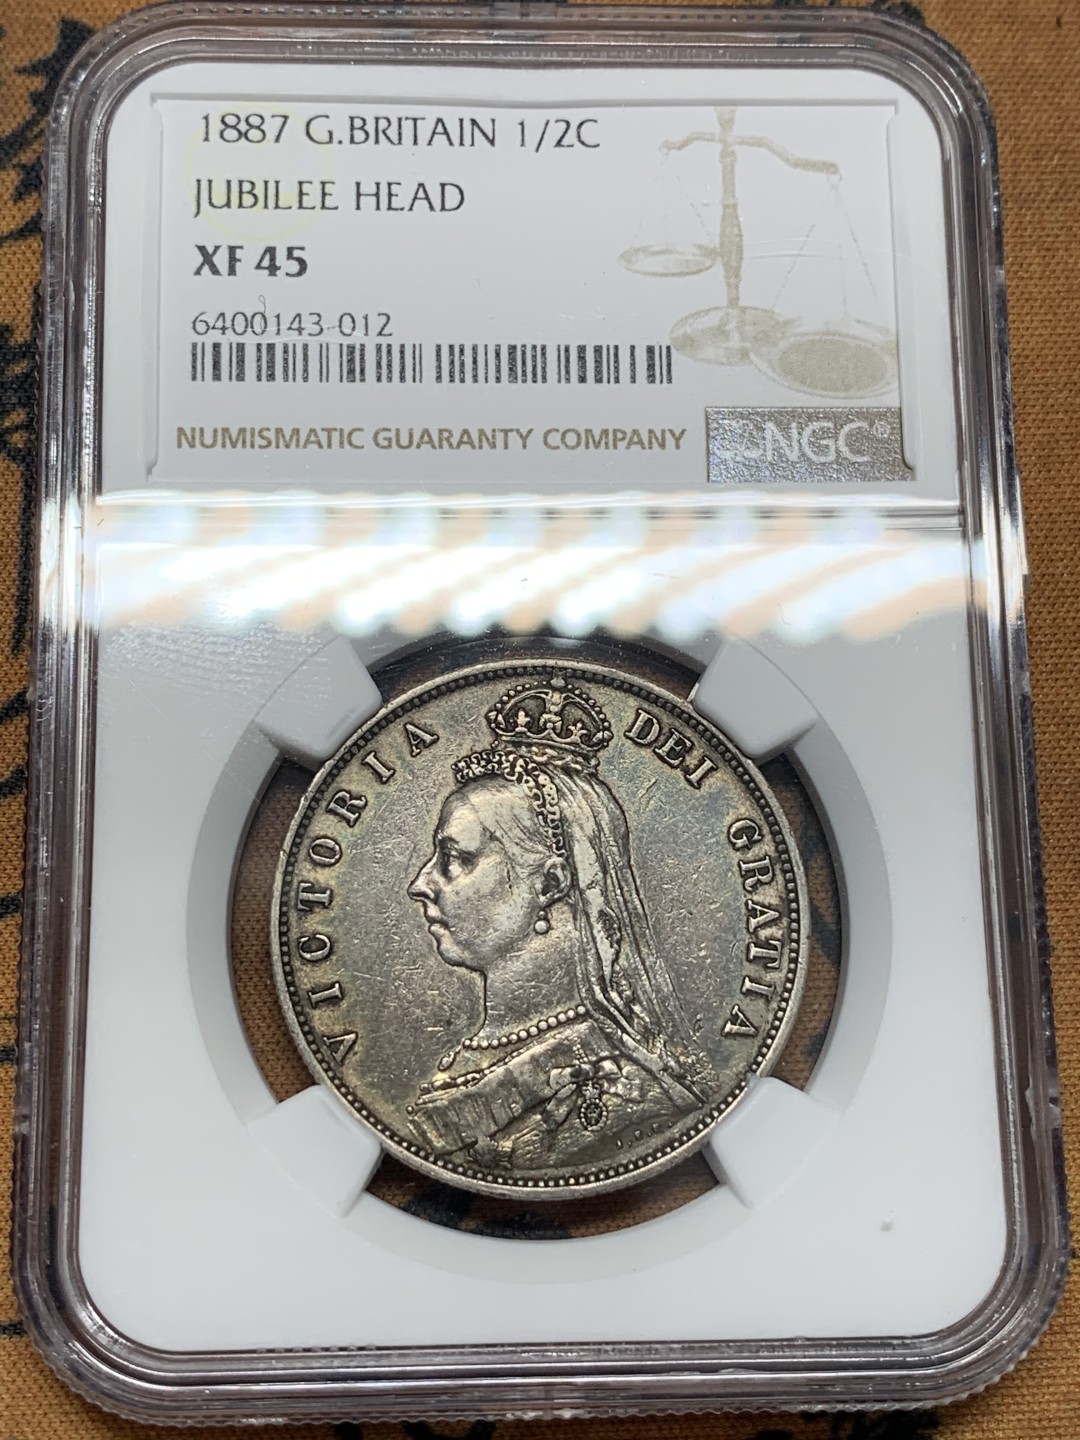 1887 G.BRITAIN 1/2C
JUBILEE HEAD
XF 45
6400143-012
NUMISMATIC GUARANTY COMPANY
NGC®
VICTORIA DEI GRATIA
J.E.B.